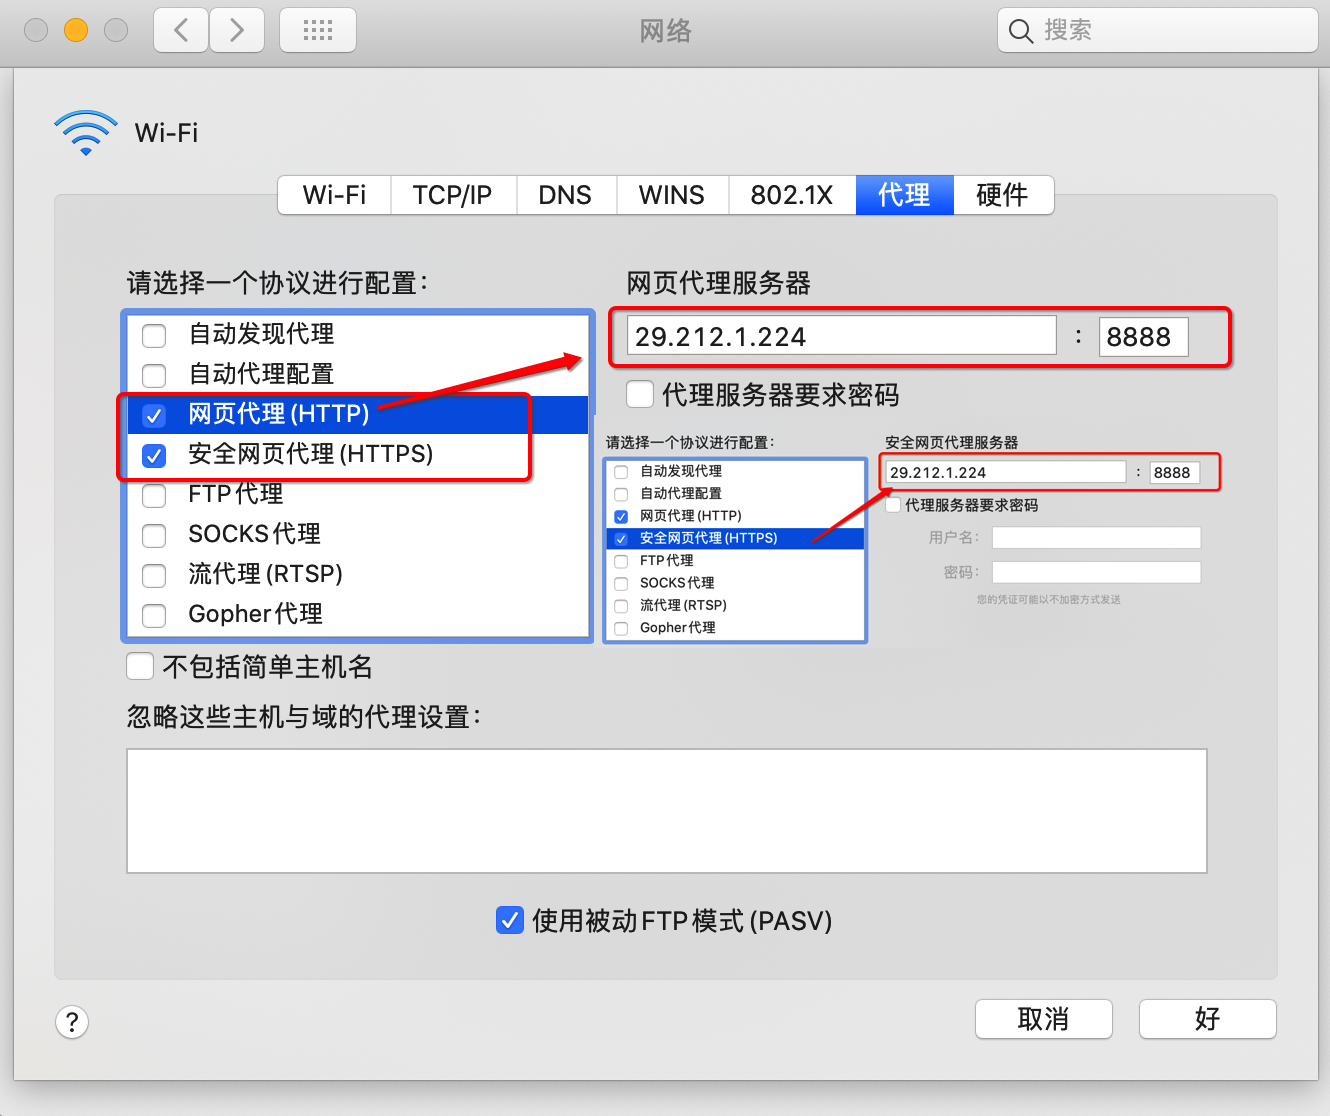 网络
搜索
Wi-Fi
Wi-Fi TCP/IP DNS WINS 802.1X 代理 硬件
请选择一个协议进行配置：
自动发现代理
自动代理配置
网页代理(HTTP)
安全网页代理(HTTPS)
FTP代理
SOCKS代理
流代理(RTSP)
Gopher代理
网页代理服务器
29.212.1.224 : 8888
代理服务器要求密码
请选择一个协议进行配置：
自动发现代理
自动代理配置
网页代理(HTTP)
安全网页代理(HTTPS)
FTP代理
SOCKS代理
流代理(RTSP)
Gopher代理
安全网页代理服务器
29.212.1.224 : 8888
代理服务器要求密码
用户名：
密码：
您的凭证可能以不加密方式发送
不包括简单主机名
忽略这些主机与域的代理设置：
使用被动FTP模式(PASV)
?
取消
好